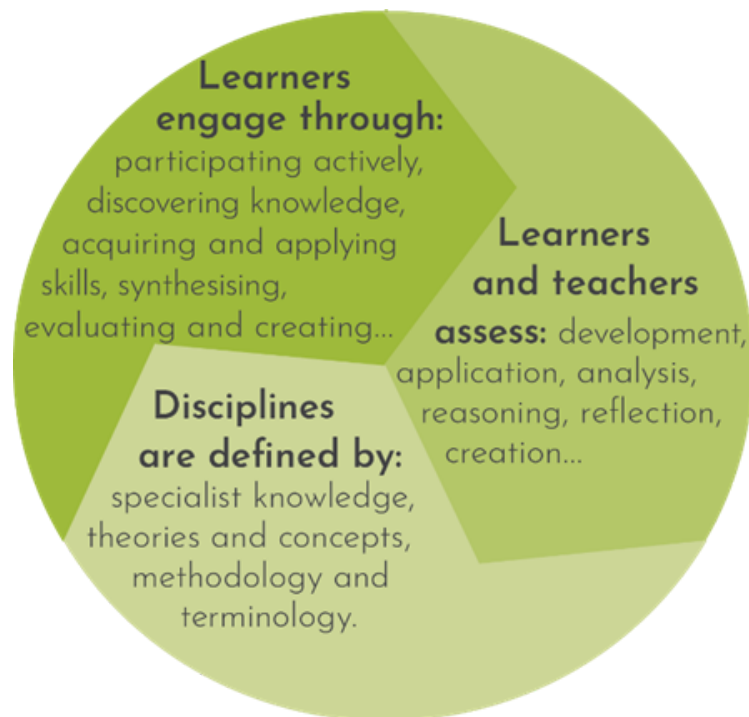 Learners
engage through:
participating actively,
discovering knowledge,
acquiring and applying
skills, synthesising,
evaluating and creating...
Learners
and teachers
assess: development,
application, analysis,
reasoning, reflection,
creation...
Disciplines
are defined by:
specialist knowledge,
theories and concepts,
methodology and
terminology.